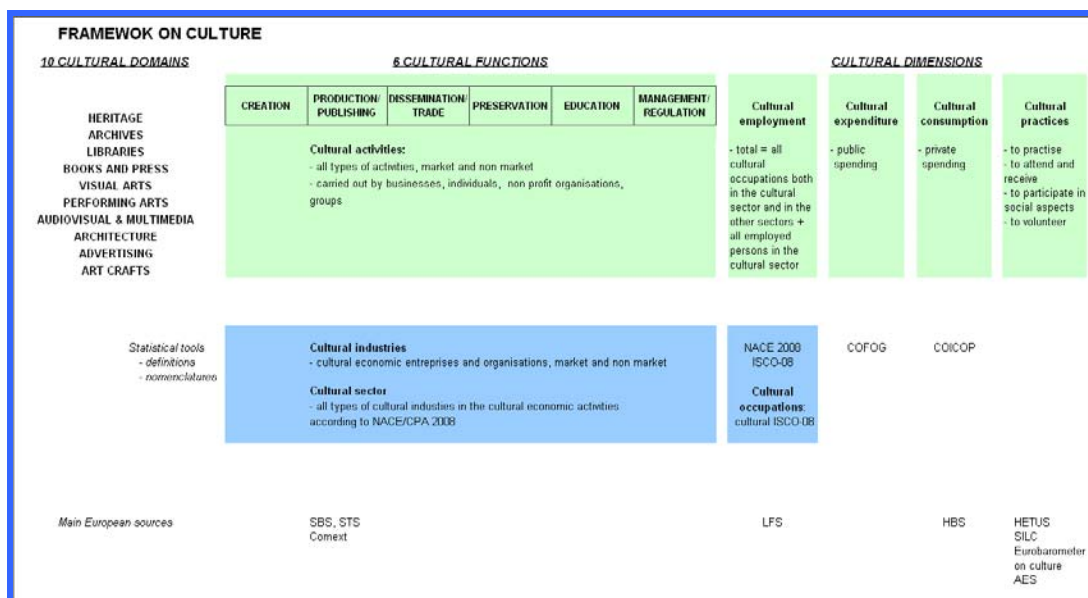 FRAMEWOK ON CULTURE
10 CULTURAL DOMAINS
6 CULTURAL FUNCTIONS
CULTURAL DIMENSIONS
HERITAGE
ARCHIVES
LIBRARIES
BOOKS AND PRESS
VISUAL ARTS
PERFORMING ARTS
AUDIOVISUAL & MULTIMEDIA
ARCHITECTURE
ADVERTISING
ART CRAFTS
CREATION
PRODUCTION/
PUBLISHING
DISSEMINATION/
TRADE
PRESERVATION
EDUCATION
MANAGEMENT/
REGULATION
Cultural activities:
- all types of activities, market and non market
- carried out by businesses, individuals, non profit organisations,
groups
Cultural
employment
- total = all
cultural
occupations both
in the cultural
sector and in the
other sectors +
all employed
persons in the
cultural sector
Cultural
expenditure
- public
spending
Cultural
consumption
- private
spending
Cultural
practices
- to practise
- to attend and
receive
- to participate in
social aspects
- to volunteer
Statistical tools
- definitions
- nomenclatures
Cultural industries
- cultural economic entreprises and organisations, market and non market
Cultural sector
- all types of cultural industies in the cultural economic activities
according to NACE/CPA 2008
NACE 2008
ISCO-08
Cultural
occupations:
cultural ISCO-08
COFOG
COICOP
Main European sources
SBS, STS
Comext
LFS
HBS
HETUS
SILC
Eurobarometer
on culture
AES